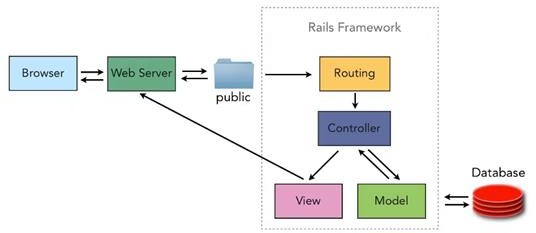 Rails Framework
Browser
Web Server
public
Routing
Controller
View
Model
Database